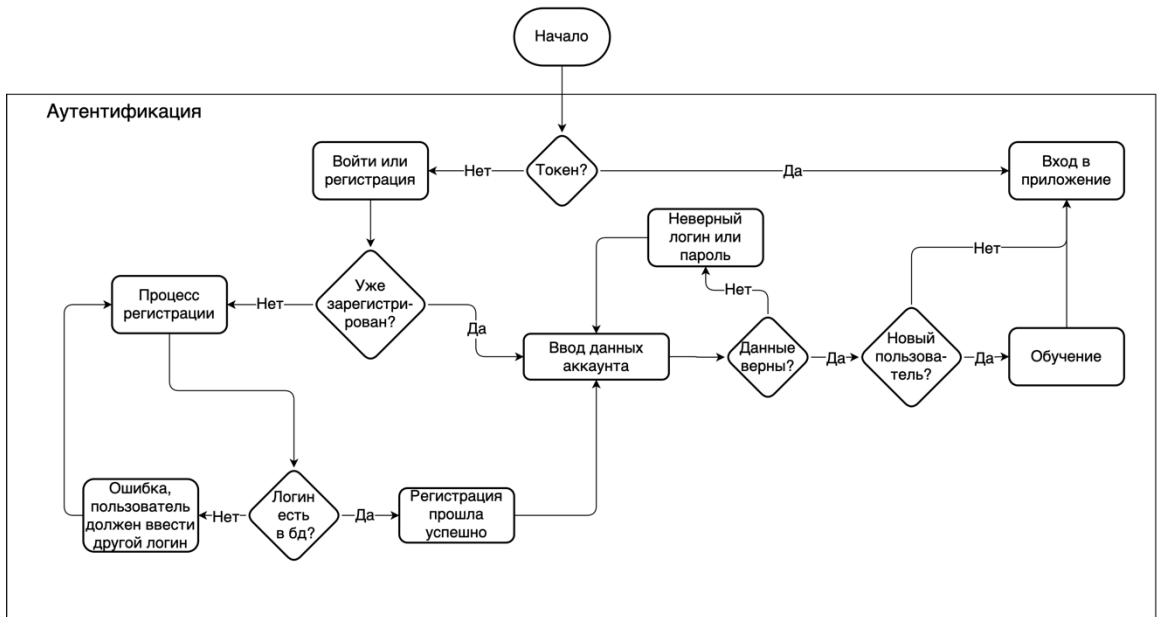 Начало
Аутентификация
Войти или
регистрация
Нет
Токен?
Да
Вход в
приложение
Неверный
логин или
пароль
Нет
Процесс
регистрации
Нет
Уже
зарегистри-
рован?
Да
Нет
Ввод данных
аккаунта
Данные
верны?
Да
Новый
пользова-
тель?
Да
Обучение
Ошибка,
пользователь
должен ввести
другой логин
Нет
Логин
есть
в бд?
Да
Регистрация
прошла
успешно